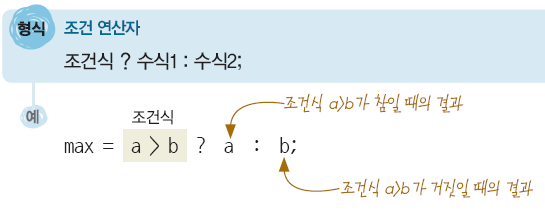 형식 조건 연산자
조건식 ? 수식1 : 수식2;
예
조건식 a>b가 참일 때의 결과
조건식
max = a > b ? a : b;
조건식 a>b가 거짓일 때의 결과